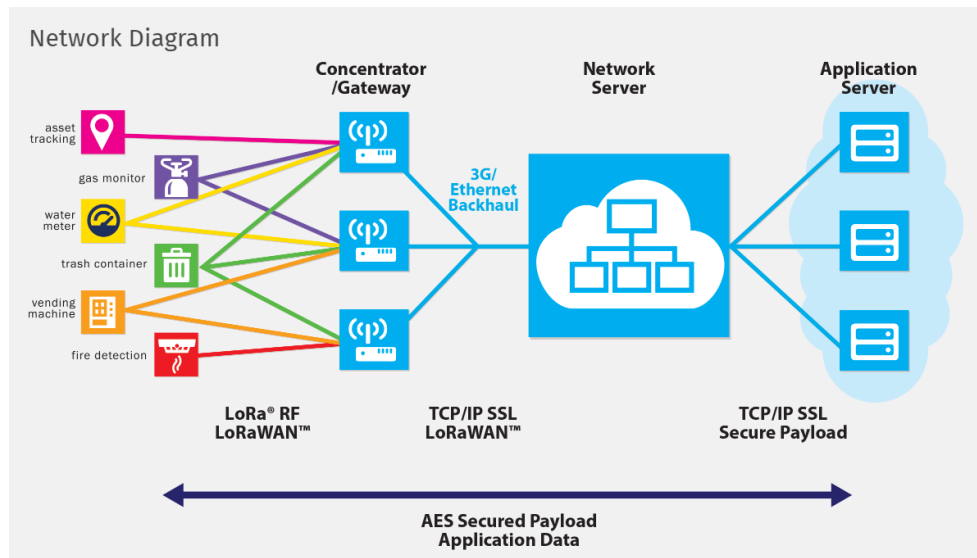 Network Diagram
Concentrator
/Gateway
Network
Server
Application
Server
asset
tracking
gas monitor
water
meter
trash container
vending
machine
fire detection
3G/
Ethernet
Backhaul
LoRa® RF
LoRaWAN™
TCP/IP SSL
LoRaWAN™
TCP/IP SSL
Secure Payload
AES Secured Payload
Application Data